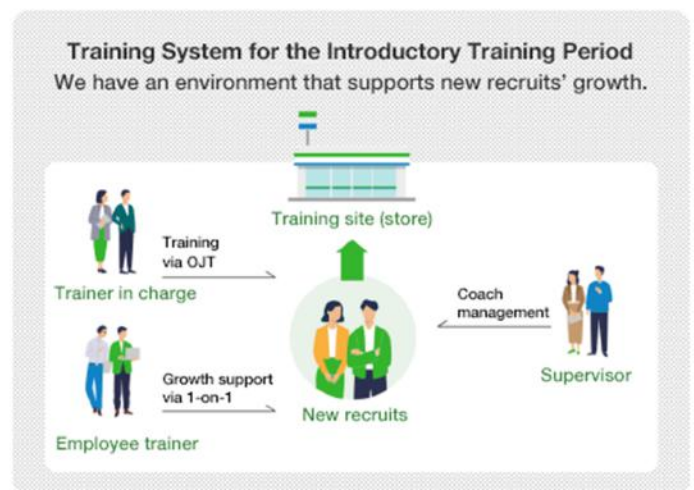 Training System for the Introductory Training Period
We have an environment that supports new recruits' growth.
Training site (store)
Training
via OJT
Trainer in charge
Coach
management
Supervisor
Growth support
via 1-on-1
New recruits
Employee trainer